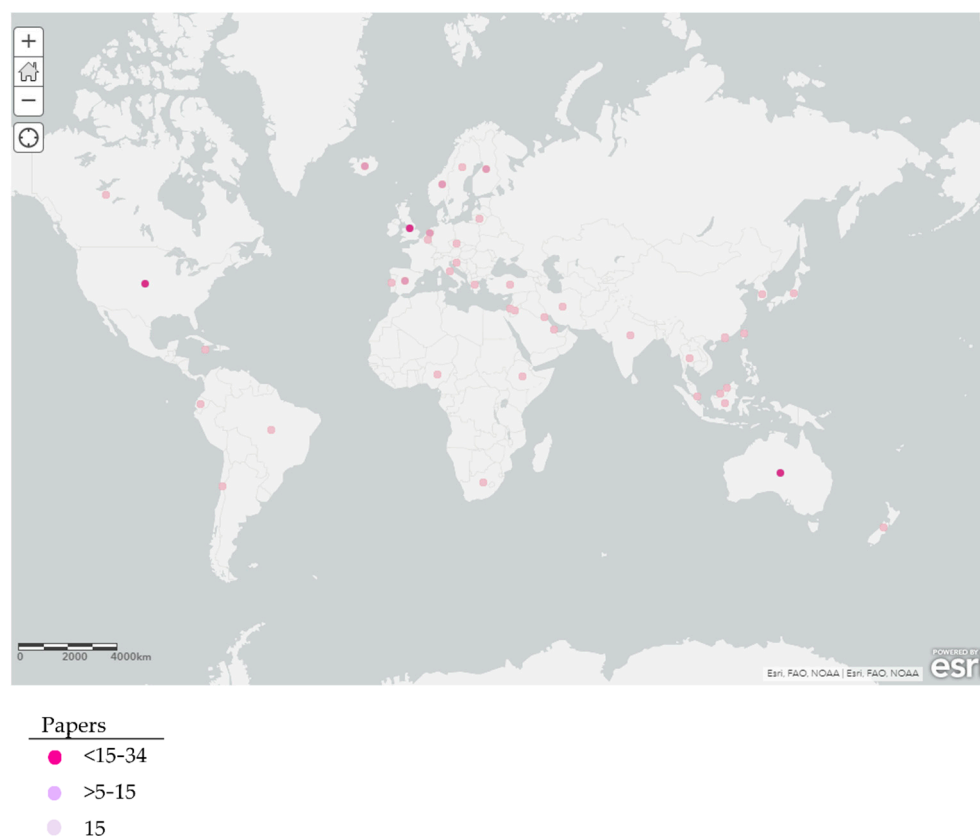 +
−
0 2000 4000km
Esri, FAO, NOAA | Esri, FAO, NOAA
POWERED BY
esri
Papers
<15-34
>5-15
15